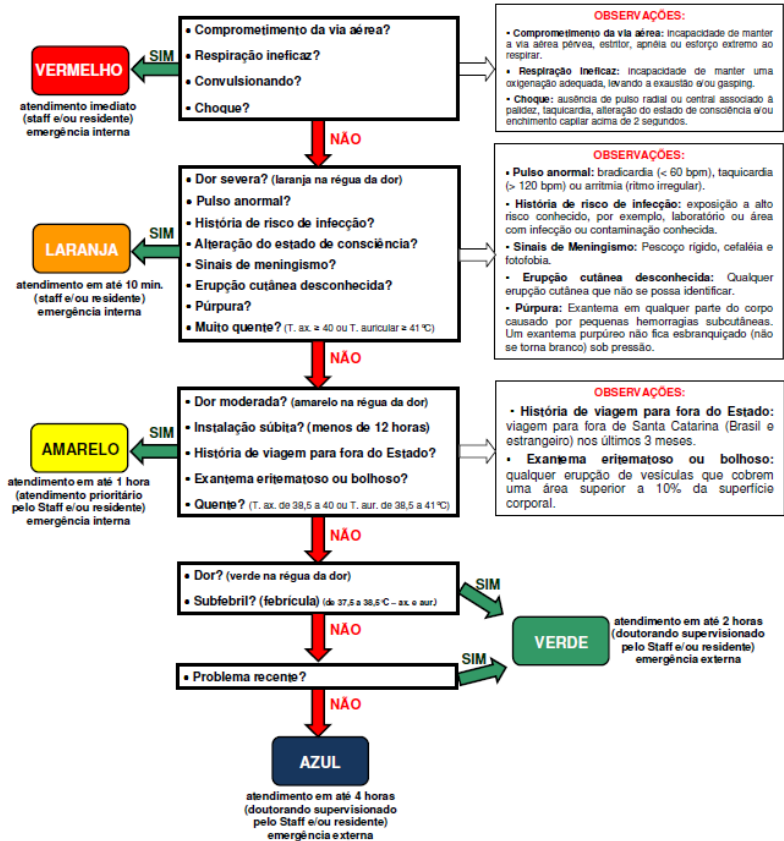 • Comprometimento da via aérea?
• Respiração ineficaz?
• Convulsionando?
• Choque?
SIM
VERMELHO
atendimento imediato
(staff e/ou residente)
emergência interna
OBSERVAÇÕES:
• Comprometimento da via aérea: incapacidade de manter
a via aérea pérvea, estritor, apnéia ou esforço extremo ao
respirar.
• Respiração Ineficaz: incapacidade de manter uma
oxigenação adequada, levando a exaustão e/ou gasping.
• Choque: ausência de pulso radial ou central associado à
palidez, taquicardia, alteração do estado de consciência e/ou
enchimento capilar acima de 2 segundos.
NÃO
• Dor severa? (laranja na régua da dor)
• Pulso anormal?
• História de risco de infecção?
• Alteração do estado de consciência?
• Sinais de meningismo?
• Erupção cutânea desconhecida?
• Púrpura?
• Muito quente? (T. ax. ≥ 40 ou T. auricular ≥ 41ºC)
SIM
LARANJA
atendimento em até 10 min.
(staff e/ou residente)
emergência interna
OBSERVAÇÕES:
• Pulso anormal: bradicardia (< 60 bpm), taquicardia
(> 120 bpm) ou arritmia (ritmo irregular).
• História de risco de infecção: exposição a alto
risco conhecido, por exemplo, laboratório ou área
com infecção ou contaminação conhecida.
• Sinais de Meningismo: Pescoço rígido, cefaléia e
fotofobia.
• Erupção cutânea desconhecida: Qualquer
erupção cutânea que não se possa identificar.
• Púrpura: Exantema em qualquer parte do corpo
causado por pequenas hemorragias subcutâneas.
Um exantema purpúreo não fica esbranquiçado (não
se torna branco) sob pressão.
NÃO
• Dor moderada? (amarelo na régua da dor)
• Instalação súbita? (menos de 12 horas)
• História de viagem para fora do Estado?
• Exantema eritematoso ou bolhoso?
• Quente? (T. ax. de 38,5 a 40 ou T. aur. de 38,5 a 41ºC)
SIM
AMARELO
atendimento em até 1 hora
(atendimento prioritário
pelo Staff e/ou residente)
emergência interna
OBSERVAÇÕES:
• História de viagem para fora do Estado:
viagem para fora de Santa Catarina (Brasil e
estrangeiro) nos últimos 3 meses.
• Exantema eritematoso ou bolhoso:
qualquer erupção de vesículas que cobrem
uma área superior a 10% da superfície
corporal.
NÃO
• Dor? (verde na régua da dor)
• Subfebril? (febrícula) (de 37,5 a 38,5ºC – ax. e aur.)
SIM
VERDE
atendimento em até 2 horas
(doutorando supervisionado
pelo Staff e/ou residente)
emergência externa
NÃO
• Problema recente?
SIM
NÃO
AZUL
atendimento em até 4 horas
(doutorando supervisionado
pelo Staff e/ou residente)
emergência externa